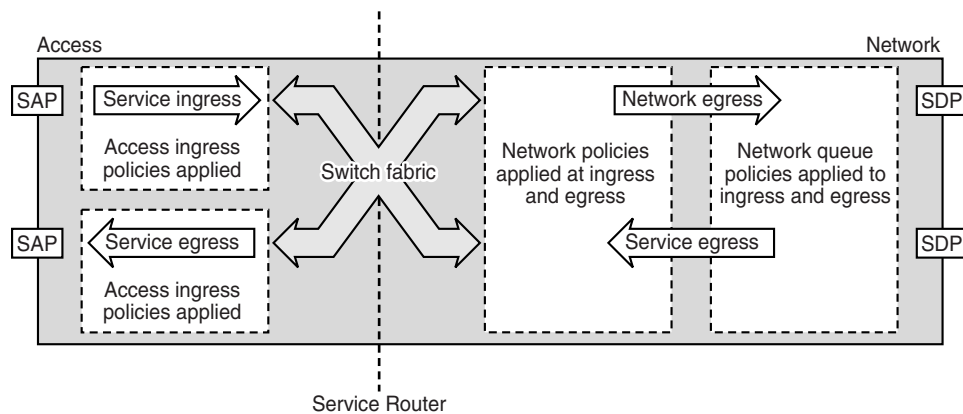 Access
Network
SAP
Service ingress
Access ingress
policies applied
Switch fabric
Network egress
Network policies
applied at ingress
and egress
Network queue
policies applied to
ingress and egress
SDP
SAP
Service egress
Access ingress
policies applied
Service egress
SDP
Service Router